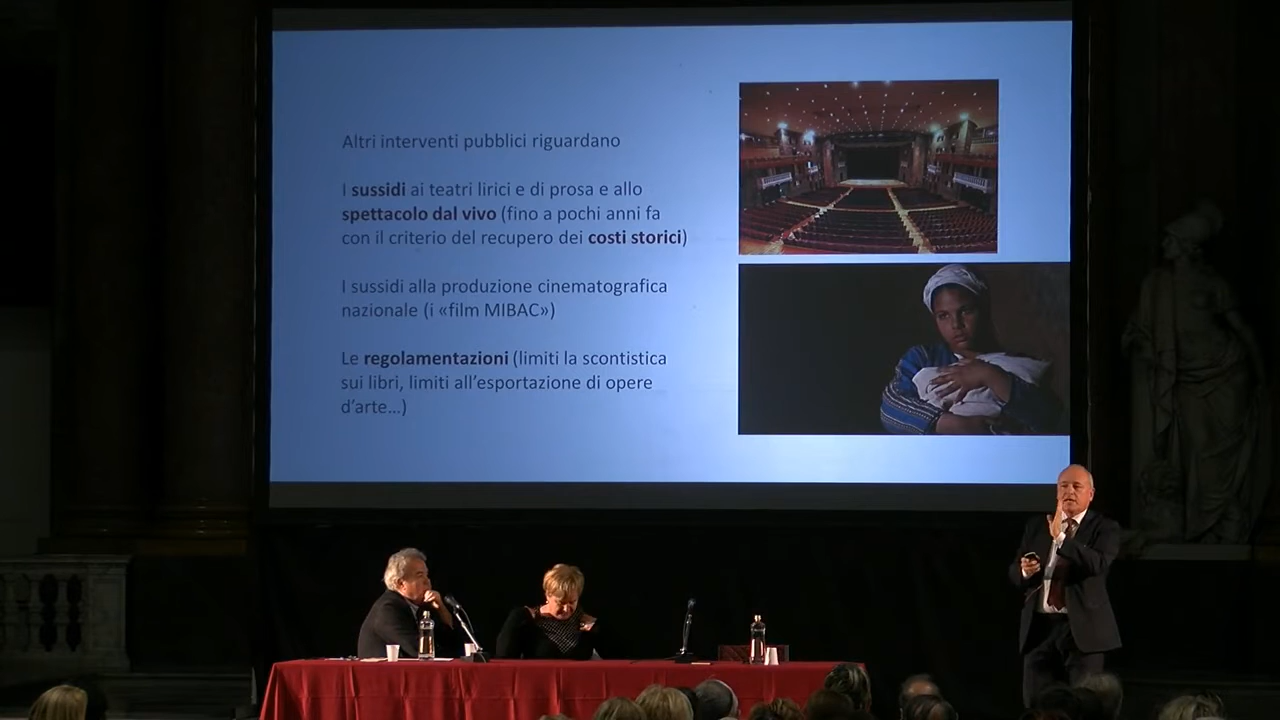 Altri interventi pubblici riguardano
I sussidi ai teatri lirici e di prosa e allo
spettacolo dal vivo (fino a pochi anni fa
con il criterio del recupero dei costi storici)
I sussidi alla produzione cinematografica
nazionale (i «film MIBAC»)
Le regolamentazioni (limiti la scontistica
sui libri, limiti all'esportazione di opere
d'arte...)